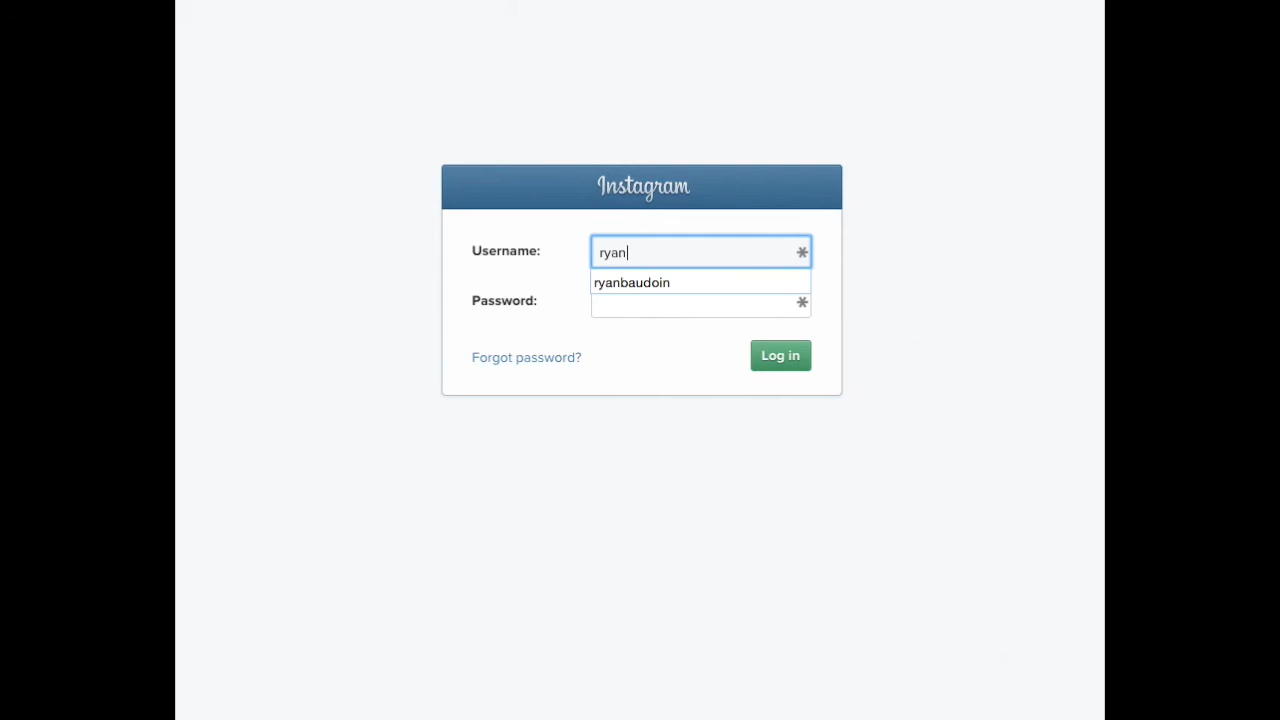 Instagram
Username:
ryan
ryanbaudoin
Password:
Forgot password?
Log in